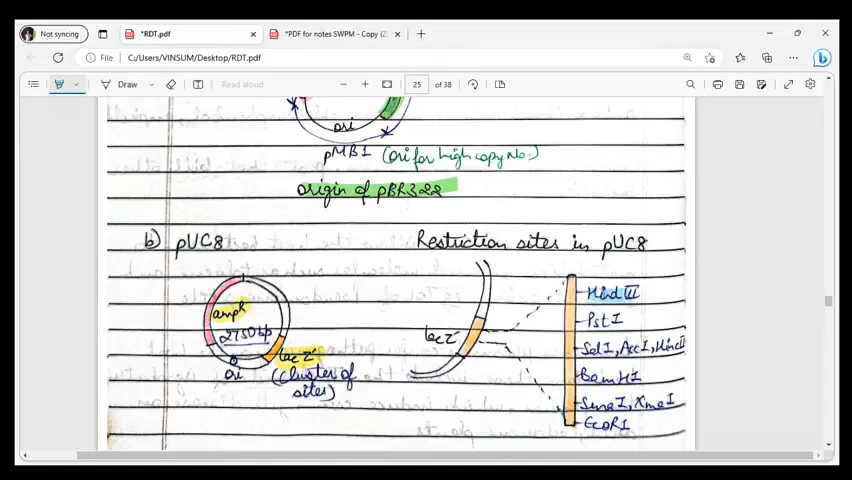 Not syncing
*RDT.pdf
*PDF for notes SWPM - Copy (2)
File
C:/Users/VINSUM/Desktop/RDT.pdf
Draw
Read aloud
25 of 38
ori
pMB1 (ori for high copy no.)
origin of pBR322
b) pUC8
Restriction sites in pUC8
ampR
2750bp
ori
lacZ'
(Cluster of sites)
lacZ'
HindIII
PstI
SalI, AccI, HincII
BamHI
SmaI, XmaI
EcoRI